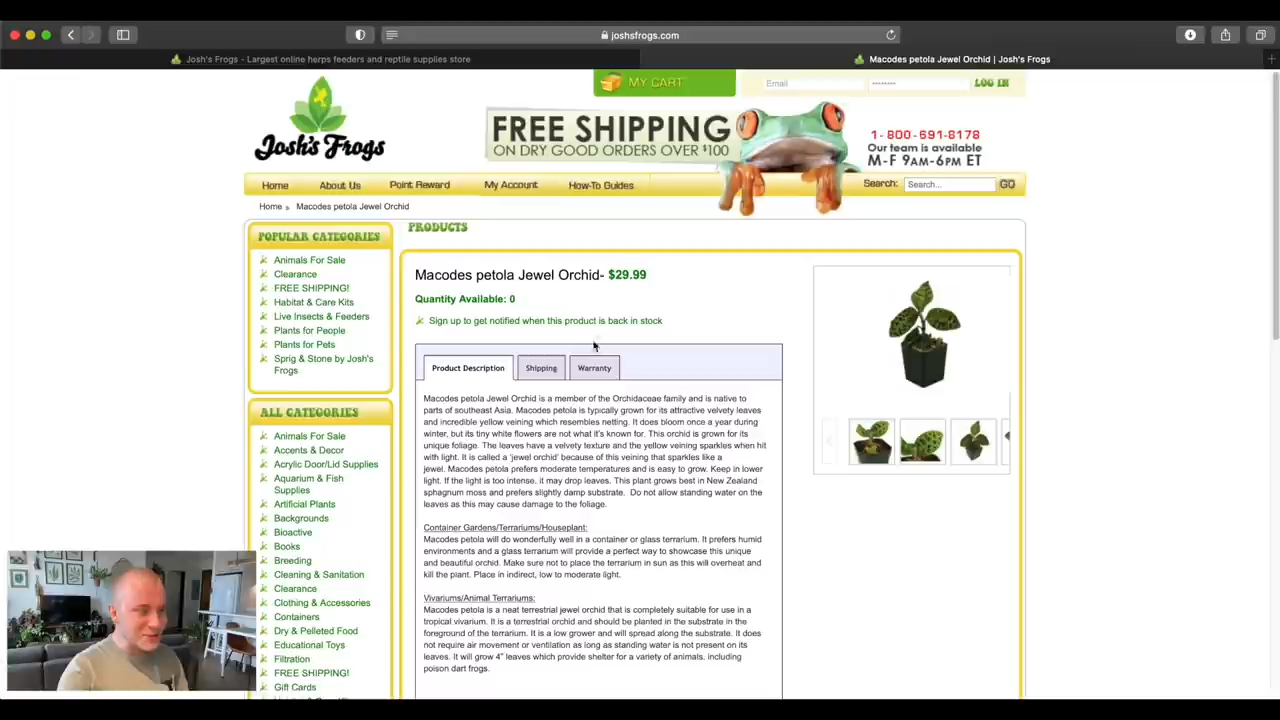 joshsfrogs.com
Josh's Frogs - Largest online herps feeders and reptile supplies store
Macodes petola Jewel Orchid | Josh's Frogs
MY CART
Email
LOG IN
Josh's Frogs
FREE SHIPPING
ON DRY GOOD ORDERS OVER $100
1-800-691-8178
Our team is available
M-F 9AM-6PM ET
Home
About Us
Point Reward
My Account
How-To Guides
Search:
Search...
GO
Home »
Macodes petola Jewel Orchid
POPULAR CATEGORIES
Animals For Sale
Clearance
FREE SHIPPING!
Habitat & Care Kits
Live Insects & Feeders
Plants for People
Plants for Pets
Sprig & Stone by Josh's
Frogs
ALL CATEGORIES
Animals For Sale
Accents & Decor
Acrylic Door/Lid Supplies
Aquarium & Fish
Supplies
Artificial Plants
Backgrounds
Bioactive
Books
Breeding
Cleaning & Sanitation
Clearance
Clothing & Accessories
Containers
Dry & Pelleted Food
Educational Toys
Filtration
FREE SHIPPING!
Gift Cards
PRODUCTS
Macodes petola Jewel Orchid- $29.99
Quantity Available: 0
Sign up to get notified when this product is back in stock
Product Description
Shipping
Warranty
Macodes petola Jewel Orchid is a member of the Orchidaceae family and is native to
parts of southeast Asia. Macodes petola is typically grown for its attractive velvety leaves
and incredible yellow veining which resembles netting. It does bloom once a year during
winter, but its tiny white flowers are not what it's known for. This orchid is grown for its
unique foliage. The leaves have a velvety texture and the yellow veining sparkles when hit
with light. It is called a 'jewel orchid' because of this veining that sparkles like a
jewel. Macodes petola prefers moderate temperatures and is easy to grow. Keep in lower
light. If the light is too intense, it may drop leaves. This plant grows best in New Zealand
sphagnum moss and prefers slightly damp substrate. Do not allow standing water on the
leaves as this may cause damage to the foliage.
Container Gardens/Terrariums/Houseplant:
Macodes petola will do wonderfully well in a container or glass terrarium. It prefers humid
environments and a glass terrarium will provide a perfect way to showcase this unique
and beautiful orchid. Make sure not to place the terrarium in sun as this will overheat and
kill the plant. Place in indirect, low to moderate light.
Vivariums/Animal Terrariums:
Macodes petola is a neat terrestrial jewel orchid that is completely suitable for use in a
tropical vivarium. It is a terrestrial orchid and should be planted in the substrate in the
foreground of the terrarium. It is a low grower and will spread along the substrate. It does
not require air movement or ventilation as long as standing water is not present on its
leaves. It will grow 4" leaves which provide shelter for a variety of animals, including
poison dart frogs.